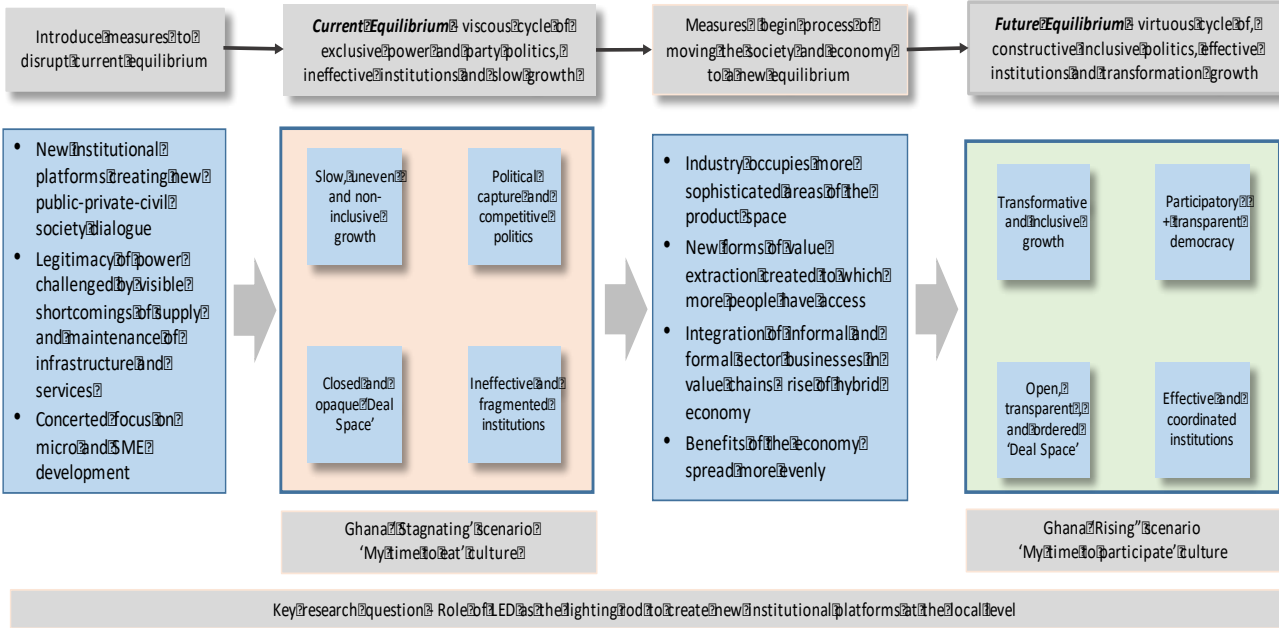 Introduce measures to
disrupt current equilibrium
Current Equilibrium - viscous cycle of
exclusive power and party politics,
ineffective institutions and slow growth
Measures begin process of
moving the society and economy
to a new equilibrium
Future Equilibrium - virtuous cycle of,
constructive inclusive politics, effective
institutions and transformation growth
• New institutional
platforms creating new
public-private-civil
society dialogue
• Legitimacy of power
challenged by visible
shortcomings of supply
and maintenance of
infrastructure and
services
• Concerted focus on
micro and SME
development
Slow, uneven
and non-
inclusive
growth
Political
capture and
competitive
politics
Closed and
opaque 'Deal
Space'
Ineffective and
fragmented
institutions
• Industry occupies more
sophisticated areas of the
product space
• New forms of value
extraction created to which
more people have access
• Integration of informal and
formal sector businesses in
value chains - rise of hybrid
economy
• Benefits of the economy
spread more evenly
Transformative
and inclusive
growth
Participatory
+ transparent
democracy
Open,
transparent,
and ordered
'Deal Space'
Effective and
coordinated
institutions
Ghana 'Stagnating' scenario
'My time to eat' culture
Ghana 'Rising" scenario
'My time to participate' culture
Key research question - Role of LED as the lighting rod to create new institutional platforms at the local level